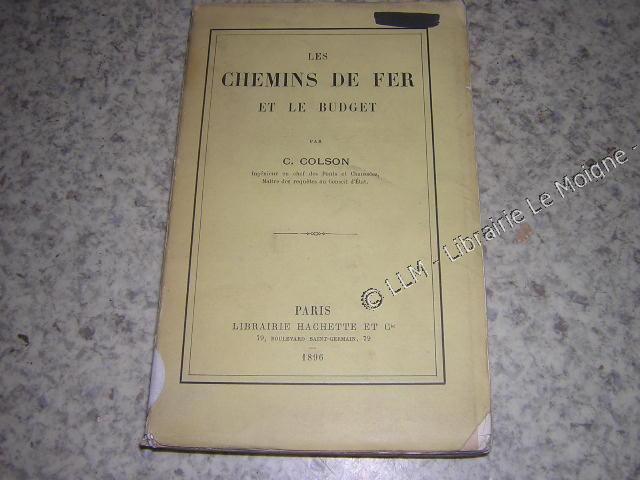 LES
CHEMINS DE FER
ET LE BUDGET
PAR
C. COLSON
Ingénieur en chef des Ponts et Chaussées,
Maître des requêtes au Conseil d'État.
PARIS
LIBRAIRIE HACHETTE ET Cie
79, BOULEVARD SAINT-GERMAIN, 79
1896
© LLM - Librairie Le Moigne -